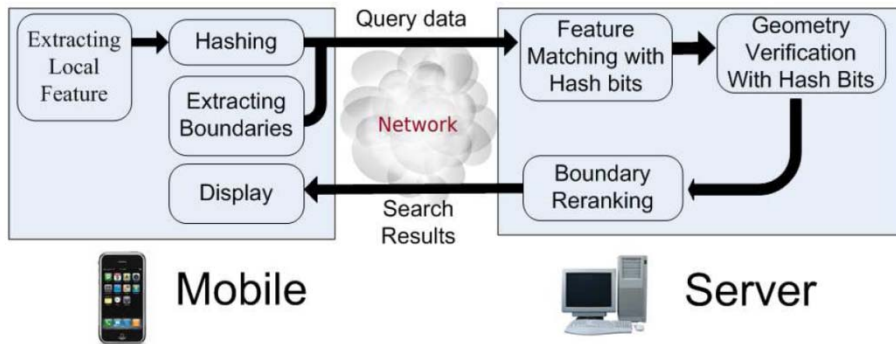 Extracting
Local
Feature
Hashing
Extracting
Boundaries
Display
Query data
Network
Search
Results
Feature
Matching with
Hash bits
Geometry
Verification
With Hash Bits
Boundary
Reranking
Mobile
Server